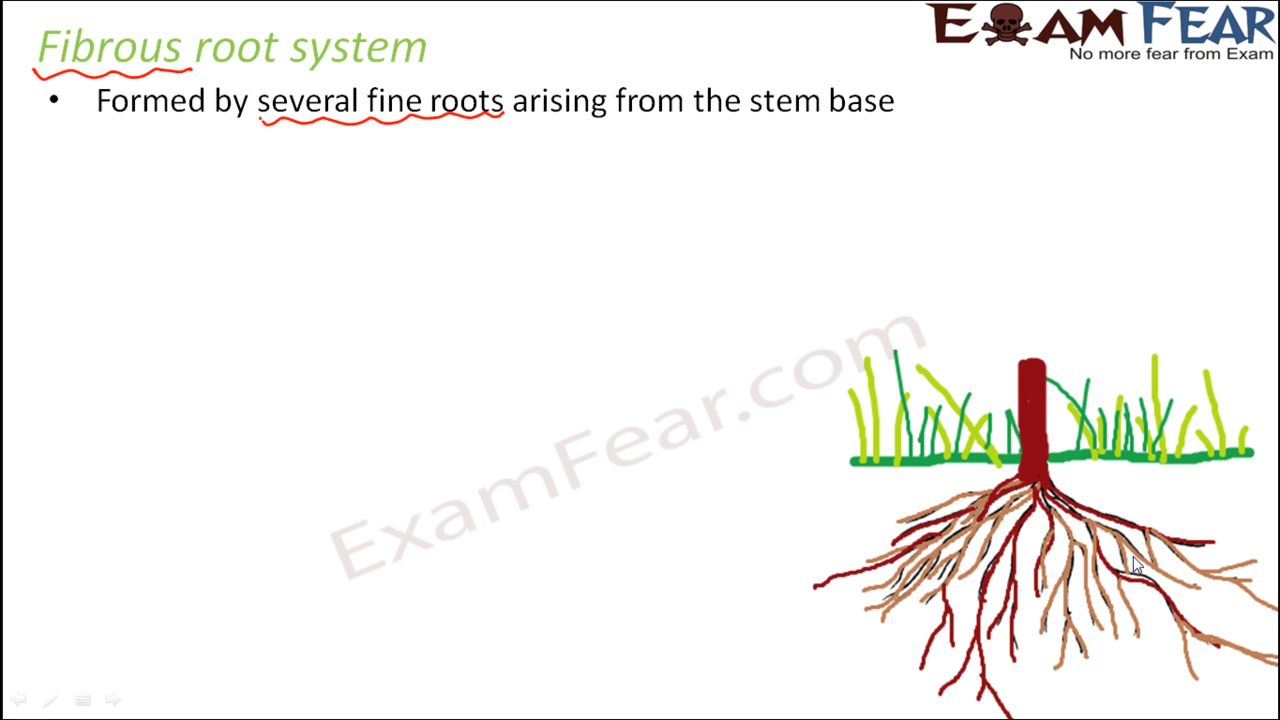 Fibrous root system
EXAM FEAR
No more fear from Exam
• Formed by several fine roots arising from the stem base
ExamFear.com